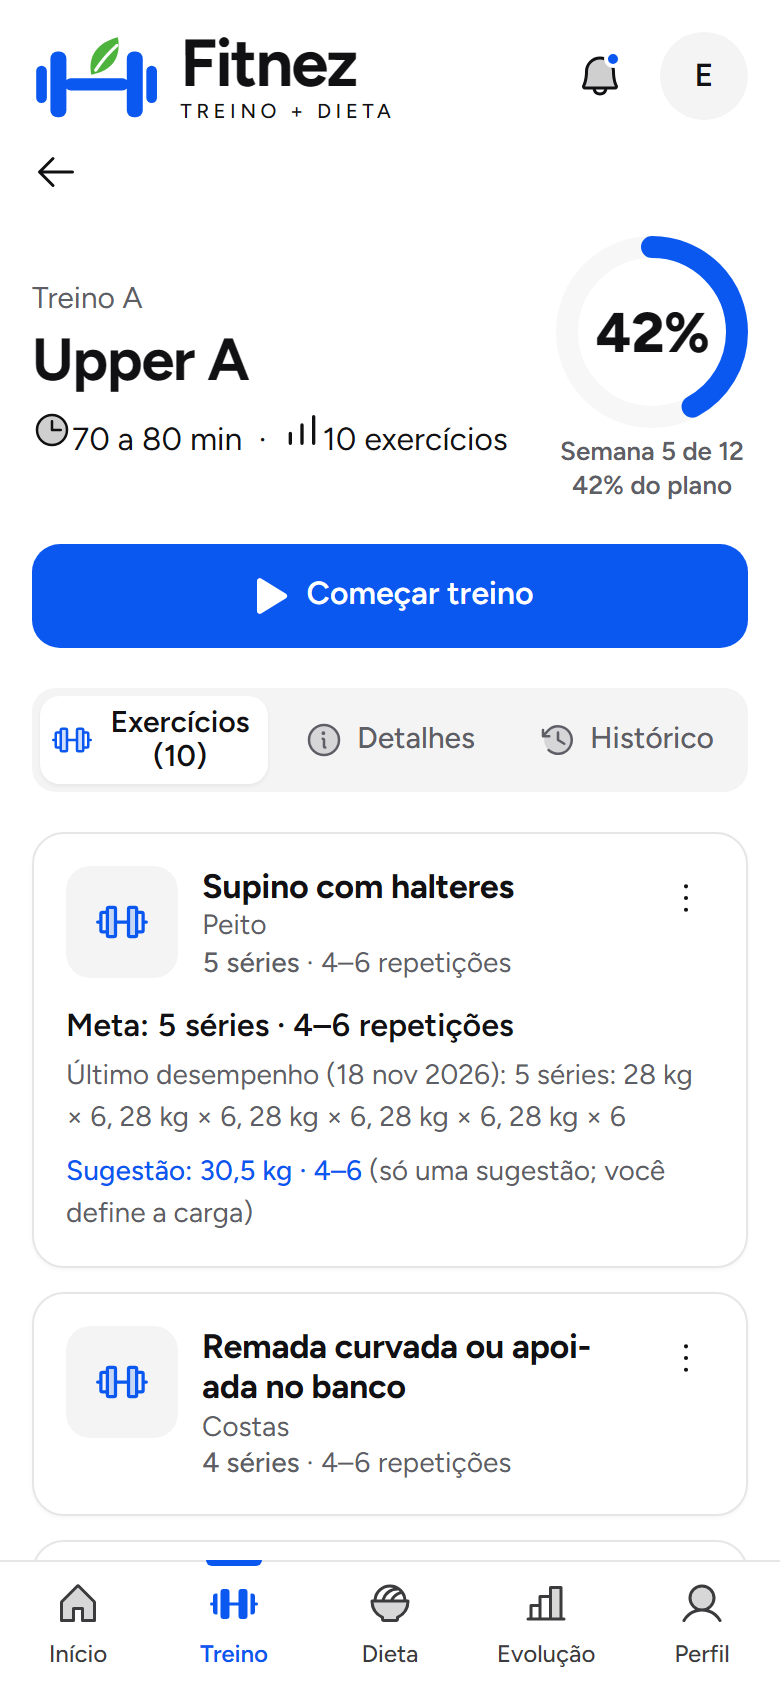 Fitnez
TREINO + DIETA
E
Treino A
Upper A
70 a 80 min · 10 exercícios
42%
Semana 5 de 12
42% do plano
Começar treino
Exercícios
(10)
Detalhes
Histórico
Supino com halteres
Peito
5 séries · 4–6 repetições
Meta: 5 séries · 4–6 repetições
Último desempenho (18 nov 2026): 5 séries: 28 kg
× 6, 28 kg × 6, 28 kg × 6, 28 kg × 6, 28 kg × 6
Sugestão: 30,5 kg · 4–6 (só uma sugestão; você
define a carga)
Remada curvada ou apoi-
ada no banco
Costas
4 séries · 4–6 repetições
Início
Treino
Dieta
Evolução
Perfil